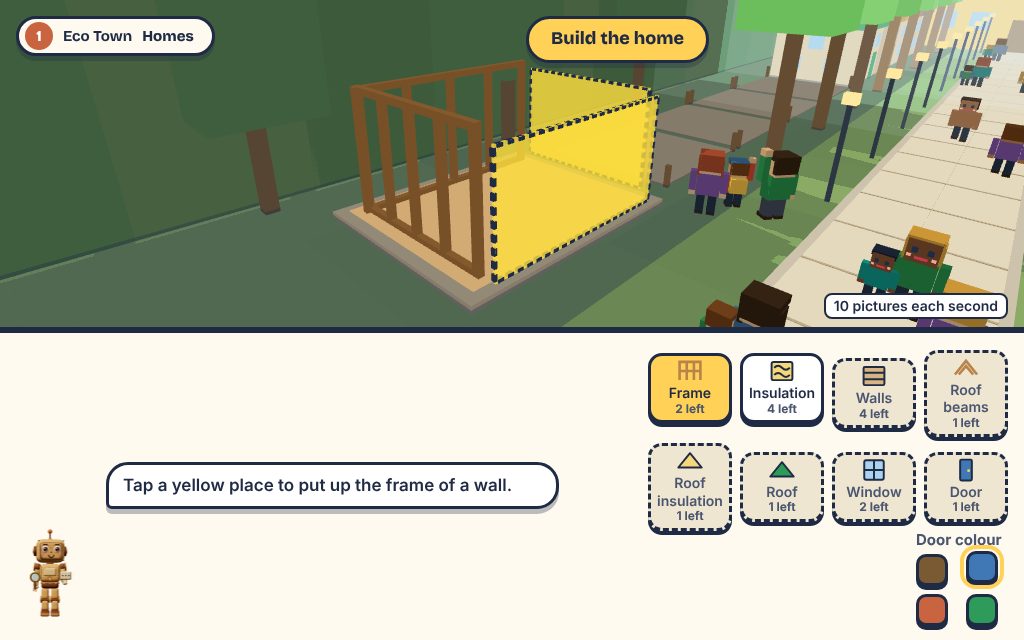 1 Eco Town Homes
Build the home
10 pictures each second
Frame
2 left
Insulation
4 left
Walls
4 left
Roof
beams
1 left
Roof
insulation
1 left
Roof
1 left
Window
2 left
Door
1 left
Tap a yellow place to put up the frame of a wall.
Door colour